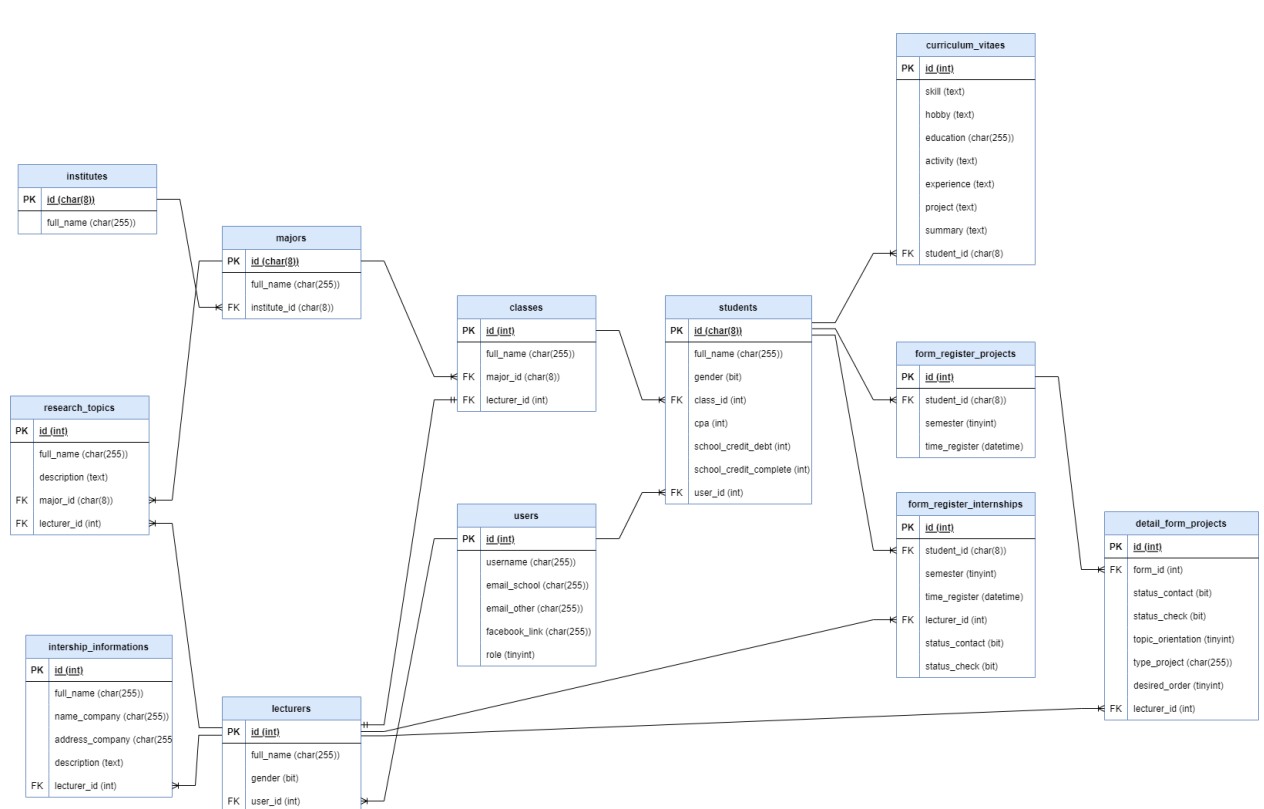 curriculum_vitaes
PK id (int)
skill (text)
hobby (text)
education (char(255))
activity (text)
experience (text)
project (text)
summary (text)
FK student_id (char(8)
institutes
PK id (char(8))
full_name (char(255))
majors
PK id (char(8))
full_name (char(255))
FK institute_id (char(8))
classes
PK id (int)
full_name (char(255))
FK major_id (char(8))
FK lecturer_id (int)
students
PK id (char(8))
full_name (char(255))
gender (bit)
FK class_id (int)
cpa (int)
school_credit_debt (int)
school_credit_complete (int)
FK user_id (int)
form_register_projects
PK id (int)
FK student_id (char(8))
semester (tinyint)
time_register (datetime)
research_topics
PK id (int)
full_name (char(255))
description (text)
FK major_id (char(8))
FK lecturer_id (int)
users
PK id (int)
username (char(255))
email_school (char(255))
email_other (char(255))
facebook_link (char(255))
role (tinyint)
form_register_internships
PK id (int)
FK student_id (char(8))
semester (tinyint)
time_register (datetime)
FK lecturer_id (int)
status_contact (bit)
status_check (bit)
detail_form_projects
PK id (int)
FK form_id (int)
status_contact (bit)
status_check (bit)
topic_orientation (tinyint)
type_project (char(255))
desired_order (tinyint)
FK lecturer_id (int)
intership_informations
PK id (int)
full_name (char(255))
name_company (char(255))
address_company (char(255
description (text)
FK lecturer_id (int)
lecturers
PK id (int)
full_name (char(255))
gender (bit)
FK user_id (int)